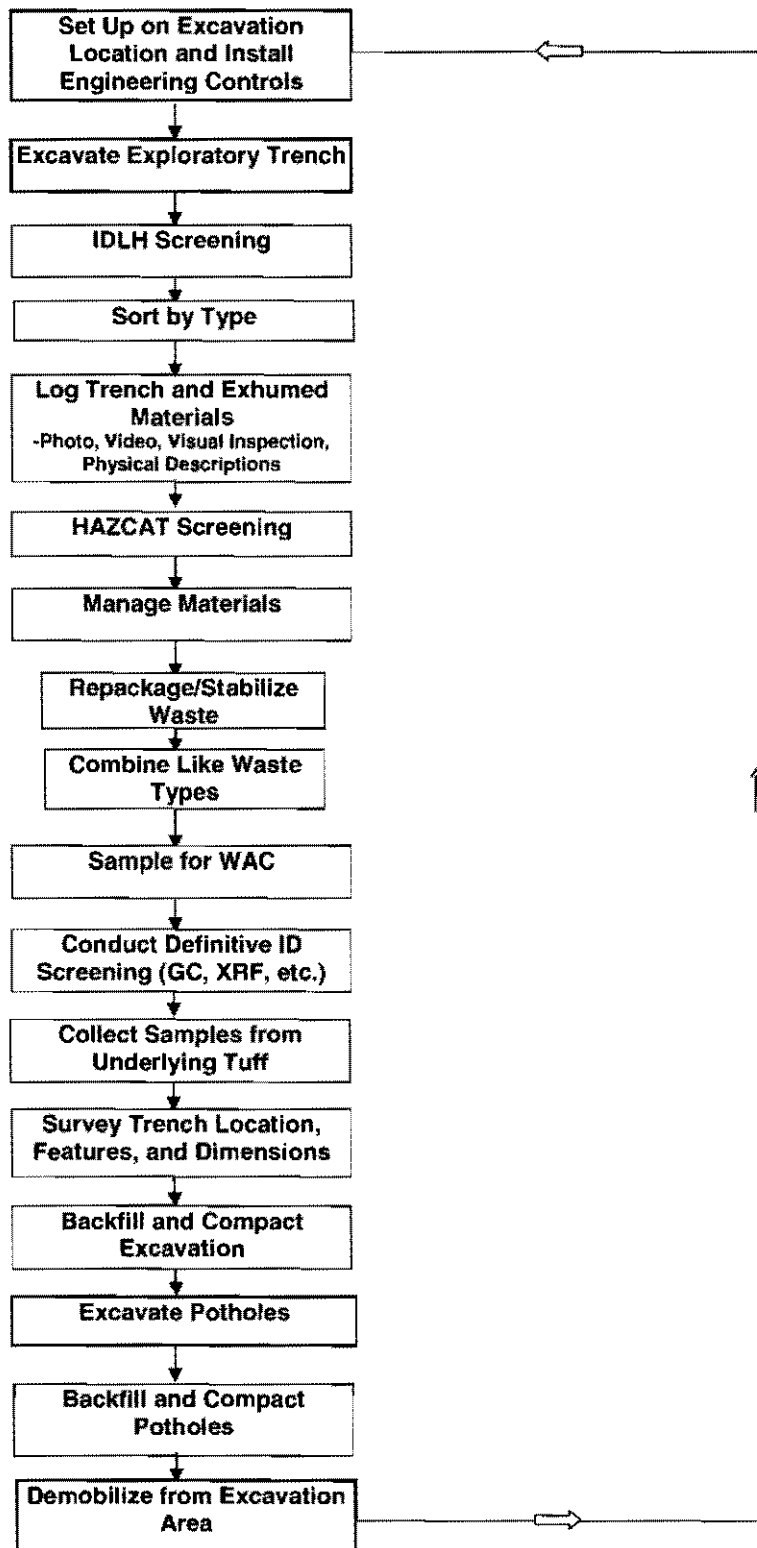 Set Up on Excavation
Location and Install
Engineering Controls
Excavate Exploratory Trench
IDLH Screening
Sort by Type
Log Trench and Exhumed
Materials
-Photo, Video, Visual Inspection,
Physical Descriptions
HAZCAT Screening
Manage Materials
Repackage/Stabilize
Waste
Combine Like Waste
Types
Sample for WAC
Conduct Definitive ID
Screening (GC, XRF, etc.)
Collect Samples from
Underlying Tuff
Survey Trench Location,
Features, and Dimensions
Backfill and Compact
Excavation
Excavate Potholes
Backfill and Compact
Potholes
Demobilize from Excavation
Area